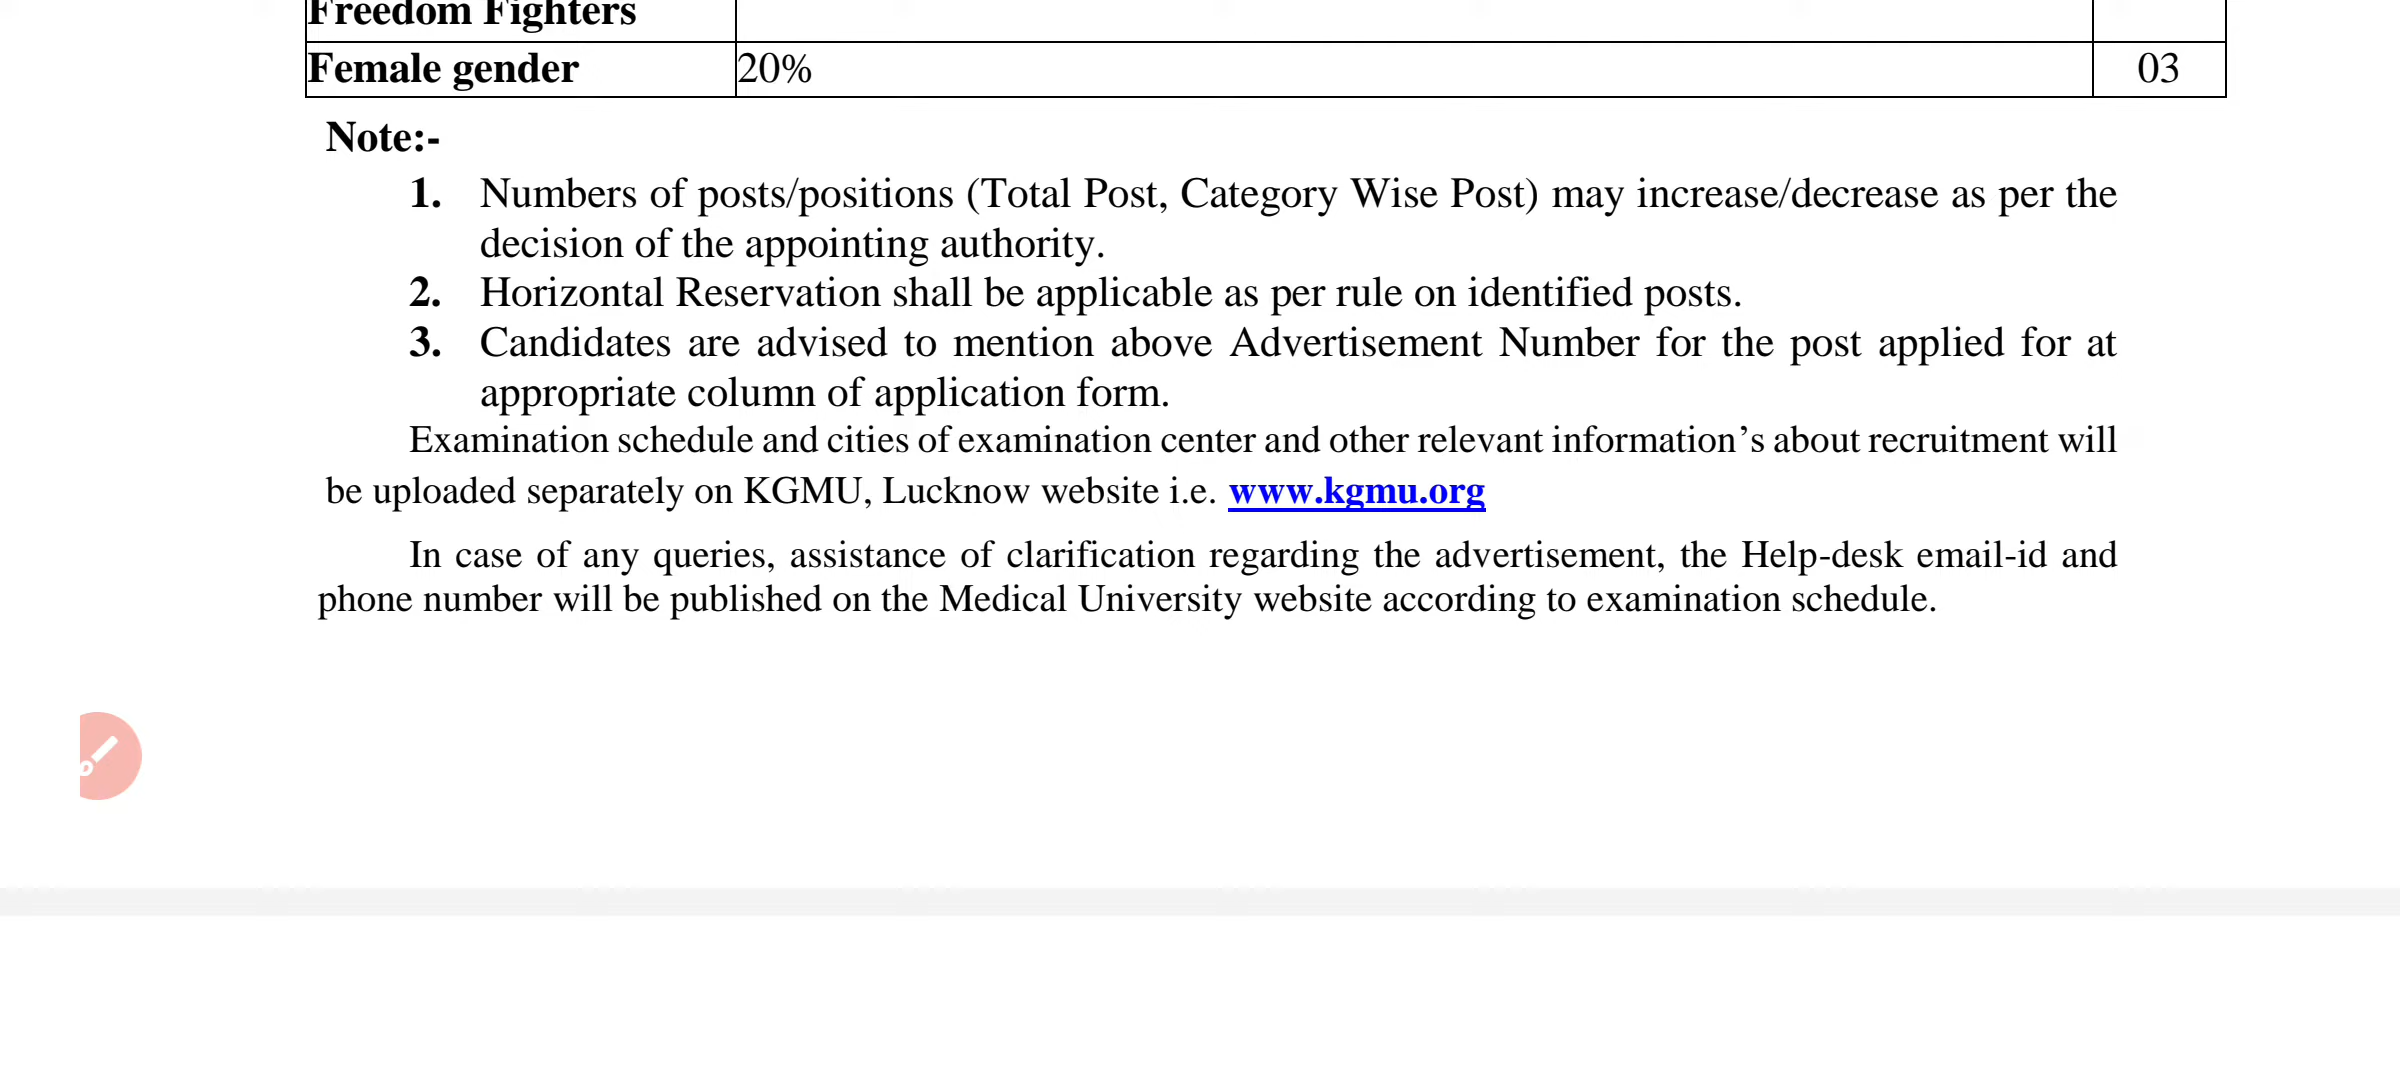 Freedom Fighters
Female gender 20% 03
Note:-
1. Numbers of posts/positions (Total Post, Category Wise Post) may increase/decrease as per the
decision of the appointing authority.
2. Horizontal Reservation shall be applicable as per rule on identified posts.
3. Candidates are advised to mention above Advertisement Number for the post applied for at
appropriate column of application form.
Examination schedule and cities of examination center and other relevant information’s about recruitment will
be uploaded separately on KGMU, Lucknow website i.e. www.kgmu.org
In case of any queries, assistance of clarification regarding the advertisement, the Help-desk email-id and
phone number will be published on the Medical University website according to examination schedule.